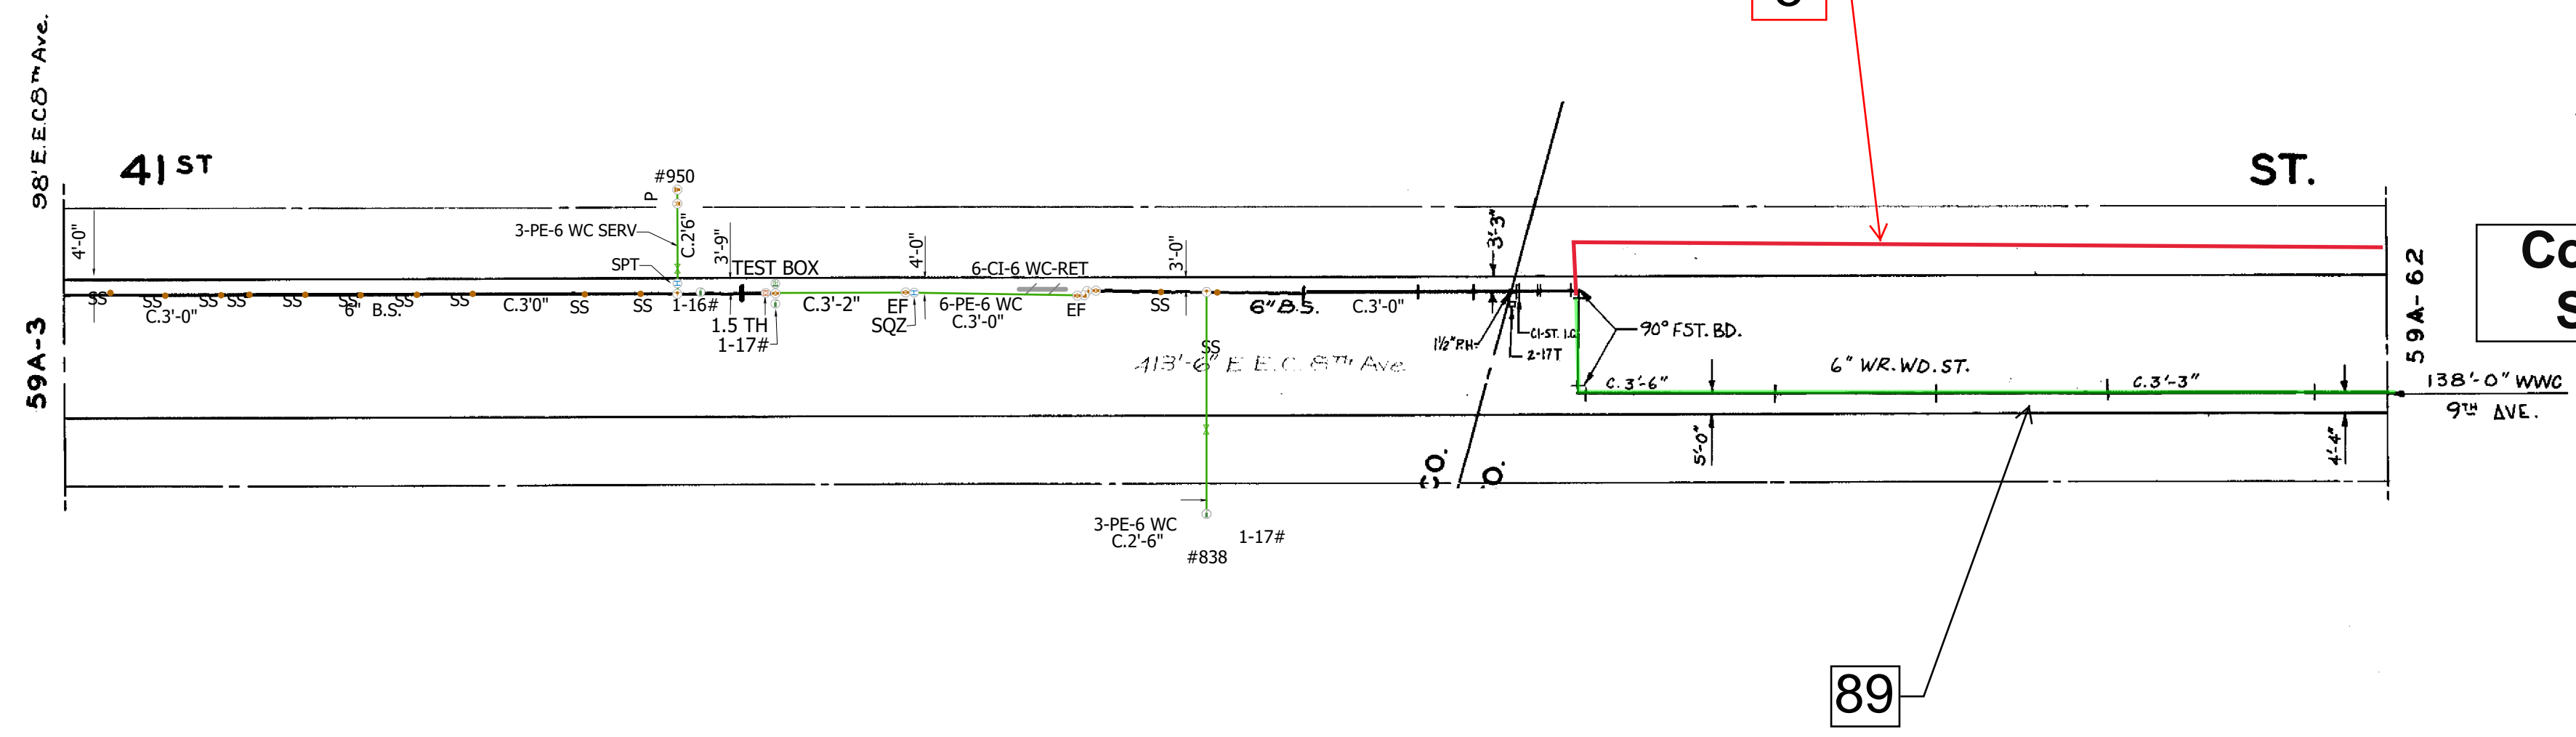 98' E.E.C 8TH Ave.
41 ST
ST.
#950
P
3-PE-6 WC SERV
C.2'6"
4'-0"
3'-9"
4'-0"
3'-0"
3'-3"
SPT
TEST BOX
6-CI-6 WC-RET
SS
SS
SS
SS
SS
SS
SS
SS
SS
SS
C.3'-0"
6" B.S.
C.3'0"
1-16#
1.5 TH
1-17#
C.3'-2"
EF
SQZ
6-PE-6 WC
C.3'-0"
EF
SS
6" B.S.
C.3'-0"
1½" P.H.
CI-ST. I.C.
2-17T
90° FST. BD.
SS
413'-6" E E.C. 8TH Ave
6" WR.WD.ST.
C.3'-6"
C.3'-3"
5'-0"
4'-4"
59A-3
59A-62
138'-0" WWC
9TH AVE.
CO.
O.
3-PE-6 WC
C.2'-6"
1-17#
#838
89
Co
S